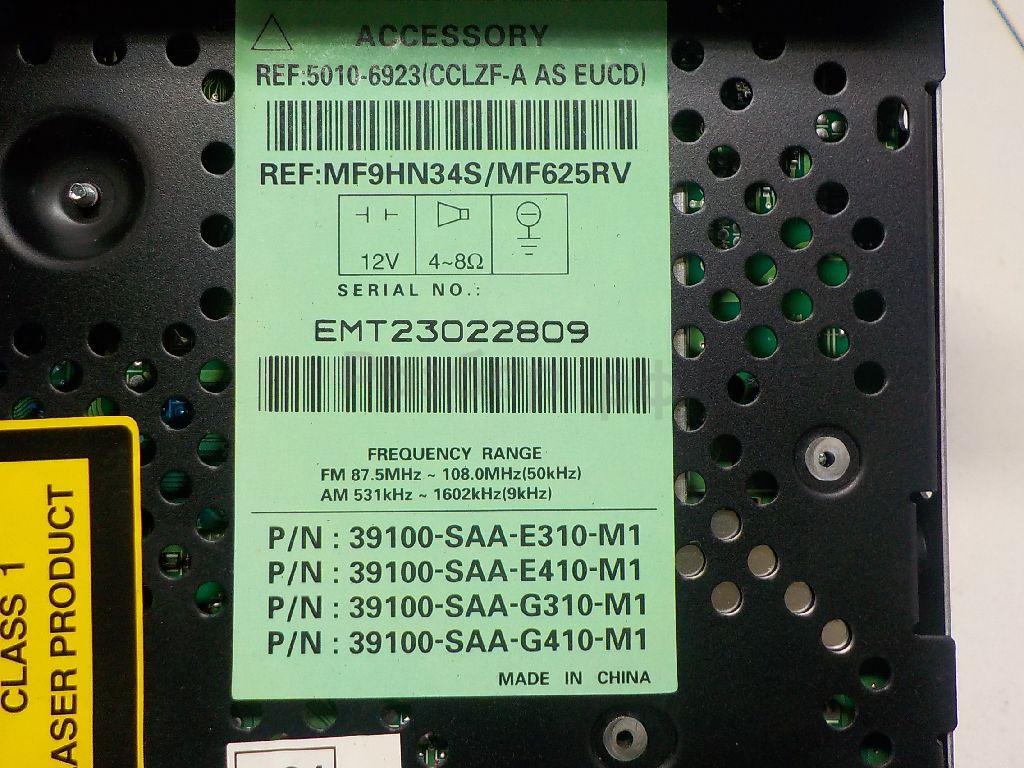 ACCESSORY
REF:5010-6923(CCLZF-A AS EUCD)
REF:MF9HN34S/MF625RV
12V
4~8Ω
SERIAL NO.:
EMT23022809
FREQUENCY RANGE
FM 87.5MHz ~ 108.0MHz(50kHz)
AM 531kHz ~ 1602kHz(9kHz)
P/N : 39100-SAA-E310-M1
P/N : 39100-SAA-E410-M1
P/N : 39100-SAA-G310-M1
P/N : 39100-SAA-G410-M1
MADE IN CHINA
CLASS 1
ASER PRODUCT